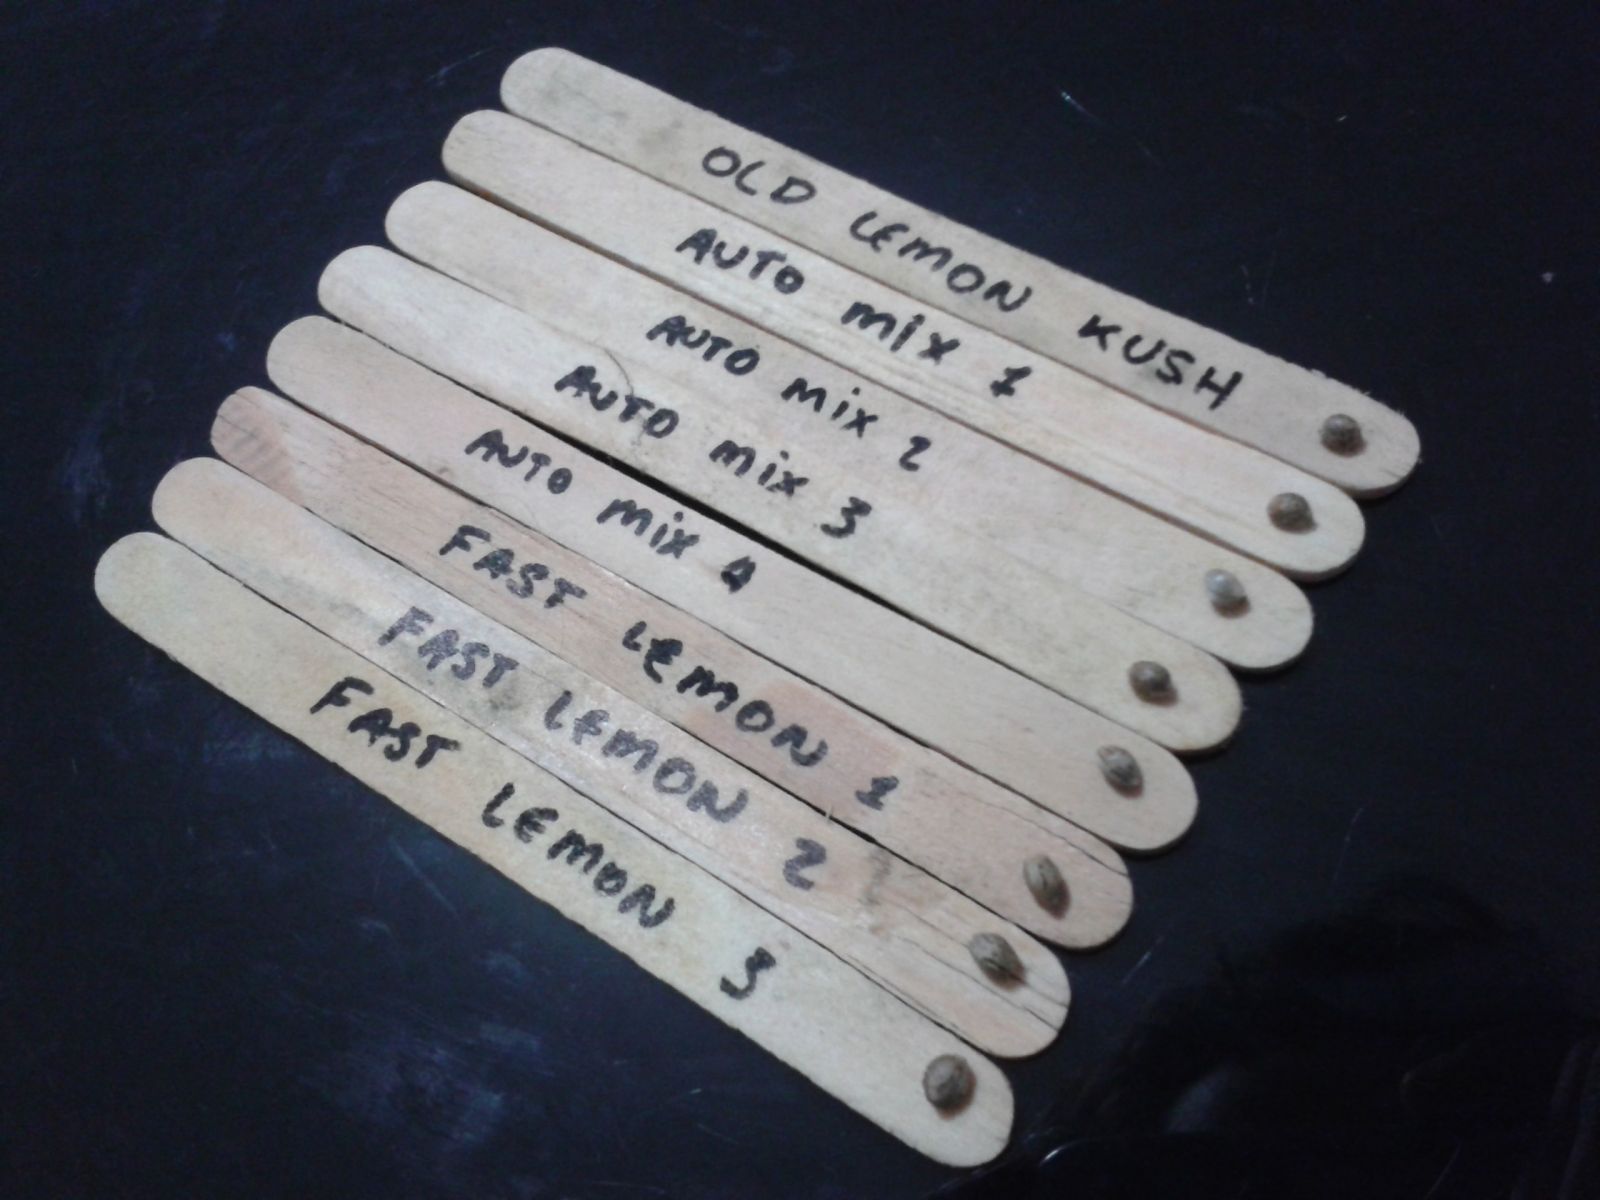 OLD LEMON KUSH
AUTO mix 1
AUTO mix 2
AUTO mix 3
AUTO mix 4
FAST LEMON 1
FAST LEMON 2
FAST LEMON 3